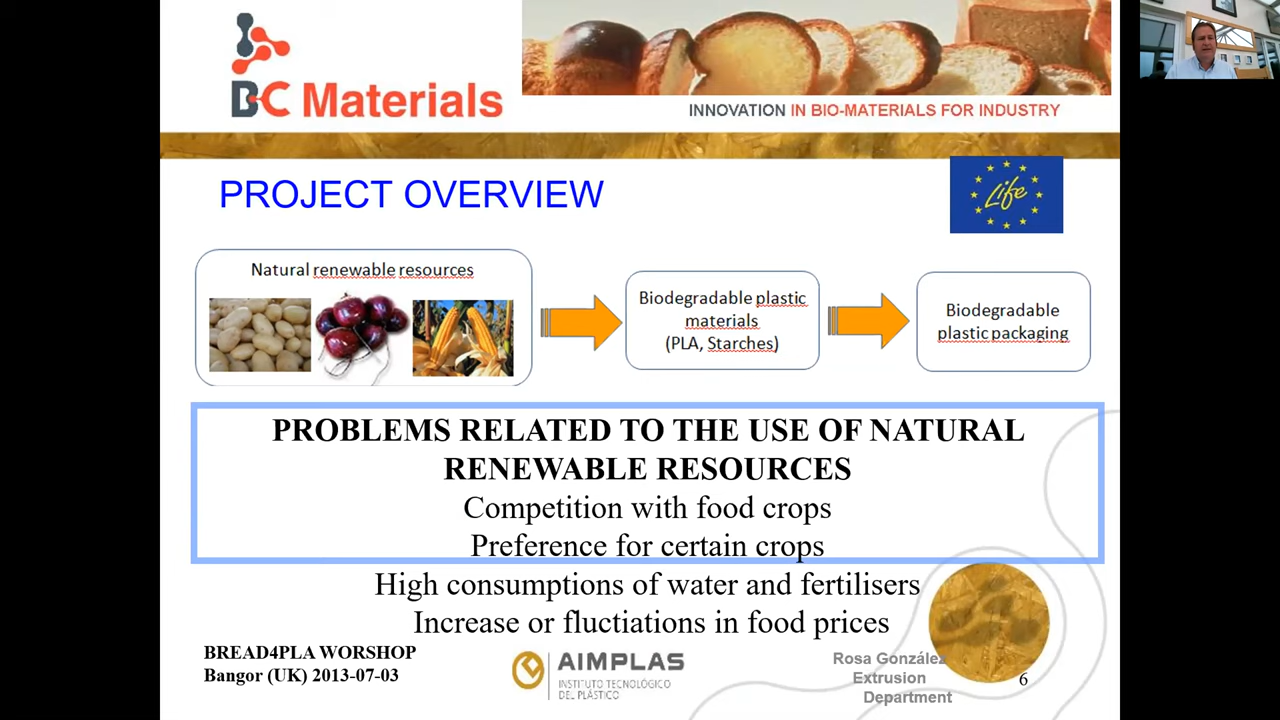 BC Materials
INNOVATION IN BIO-MATERIALS FOR INDUSTRY
PROJECT OVERVIEW
Life
Natural renewable resources
Biodegradable plastic
materials
(PLA, Starches)
Biodegradable
plastic packaging
PROBLEMS RELATED TO THE USE OF NATURAL
RENEWABLE RESOURCES
Competition with food crops
Preference for certain crops
High consumptions of water and fertilisers
Increase or fluctiations in food prices
BREAD4PLA WORSHOP
Bangor (UK) 2013-07-03
AIMPLAS
INSTITUTO TECNOLÓGICO
DEL PLÁSTICO
Rosa González
Extrusion
Department
6